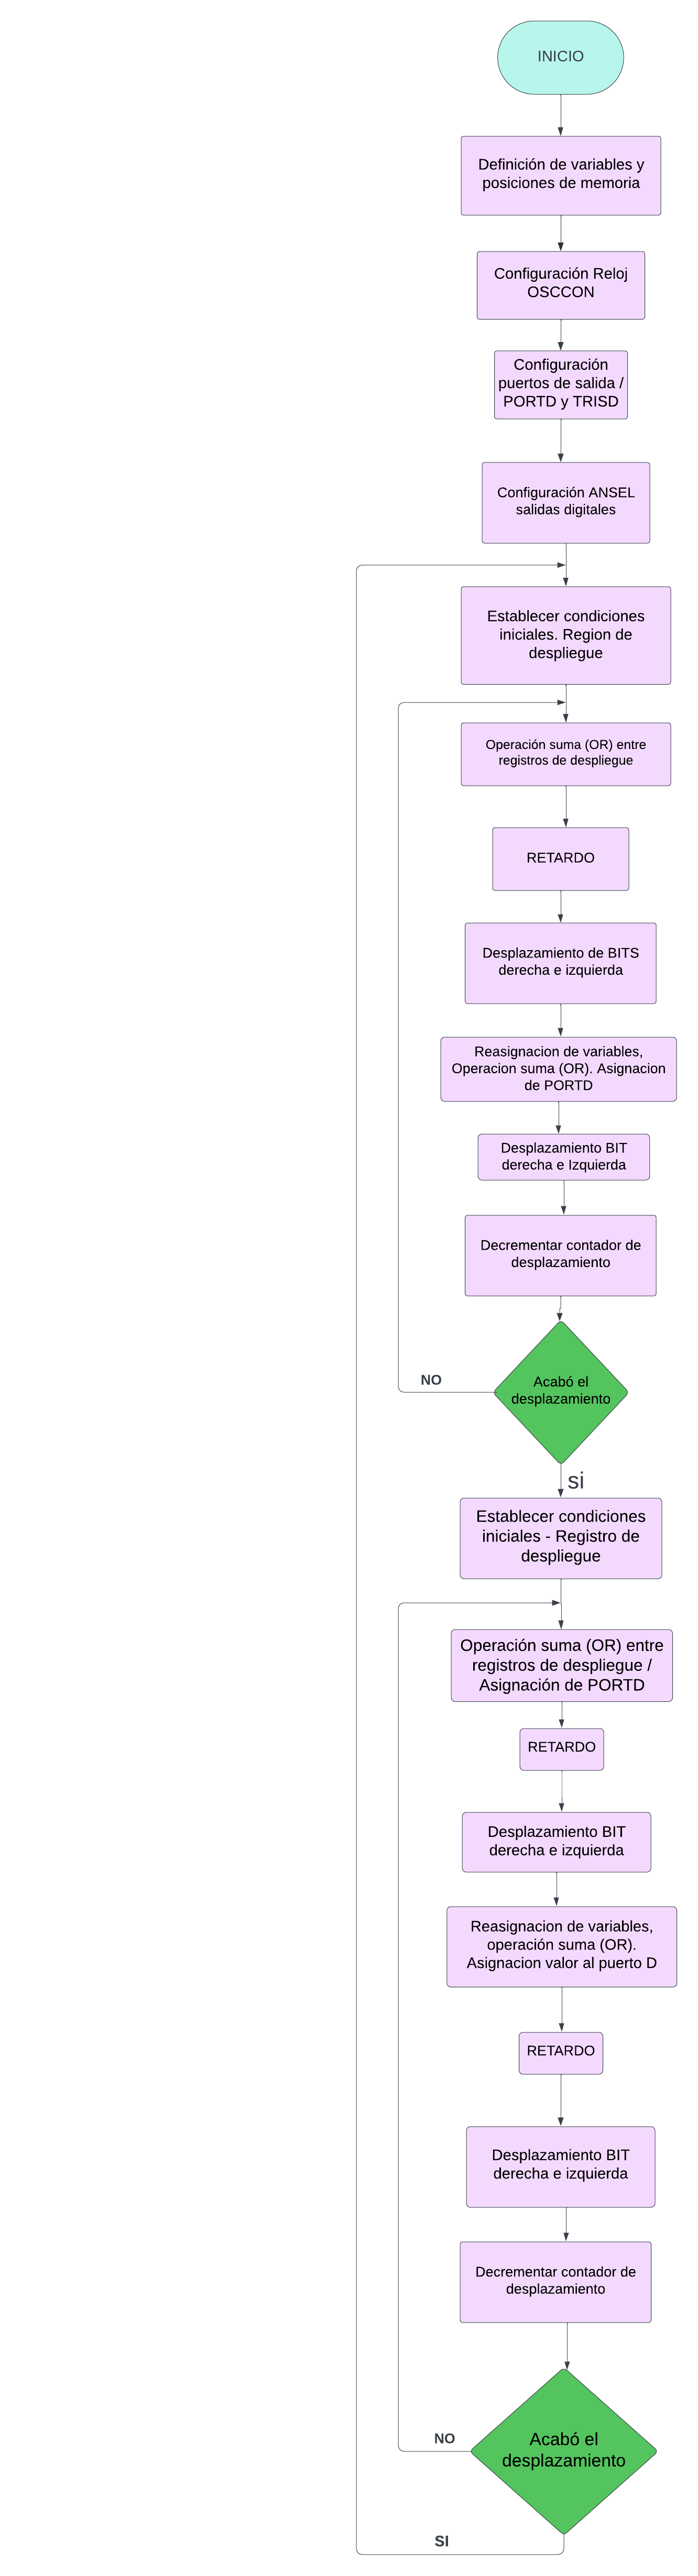 INICIO
Definición de variables y
posiciones de memoria
Configuración Reloj
OSCCON
Configuración
puertos de salida /
PORTD y TRISD
Configuración ANSEL
salidas digitales
Establecer condiciones
iniciales. Region de
despliegue
Operación suma (OR) entre
registros de despliegue
RETARDO
Desplazamiento de BITS
derecha e izquierda
Reasignacion de variables,
Operacion suma (OR). Asignacion
de PORTD
Desplazamiento BIT
derecha e Izquierda
Decrementar contador de
desplazamiento
Acabó el
desplazamiento
NO
si
Establecer condiciones
iniciales - Registro de
despliegue
Operación suma (OR) entre
registros de despliegue /
Asignación de PORTD
RETARDO
Desplazamiento BIT
derecha e izquierda
Reasignacion de variables,
operación suma (OR).
Asignacion valor al puerto D
RETARDO
Desplazamiento BIT
derecha e izquierda
Decrementar contador de
desplazamiento
Acabó el
desplazamiento
NO
SI